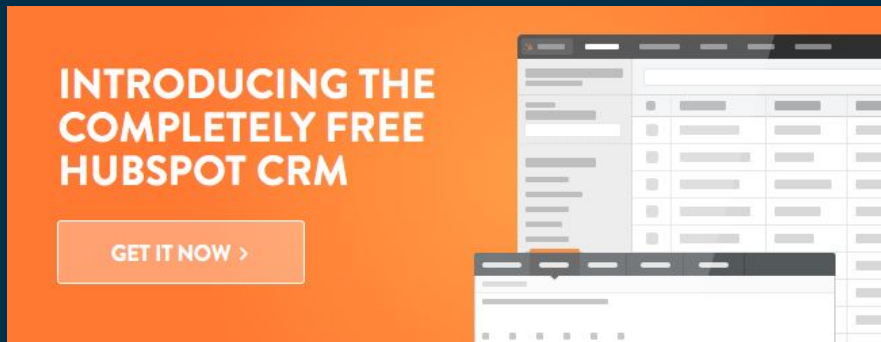 INTRODUCING THE
COMPLETELY FREE
HUBSPOT CRM
GET IT NOW >